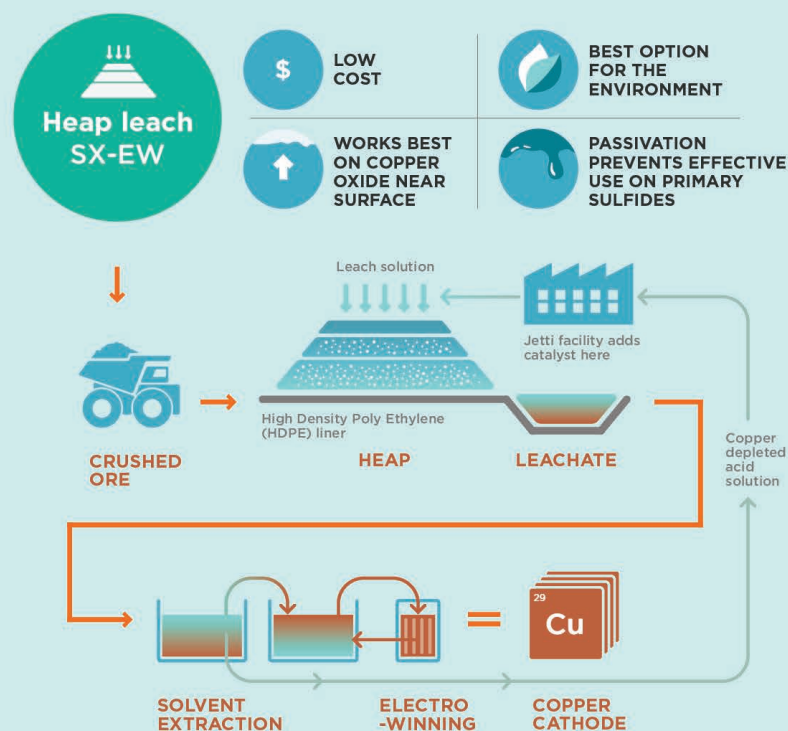 Heap leach
SX-EW
$
LOW
COST
BEST OPTION
FOR THE
ENVIRONMENT
WORKS BEST
ON COPPER
OXIDE NEAR
SURFACE
PASSIVATION
PREVENTS EFFECTIVE
USE ON PRIMARY
SULFIDES
Leach solution
Jetti facility adds
catalyst here
High Density Poly Ethylene
(HDPE) liner
CRUSHED
ORE
HEAP
LEACHATE
Copper
depleted
acid
solution
29
Cu
SOLVENT
EXTRACTION
ELECTRO
-WINNING
COPPER
CATHODE